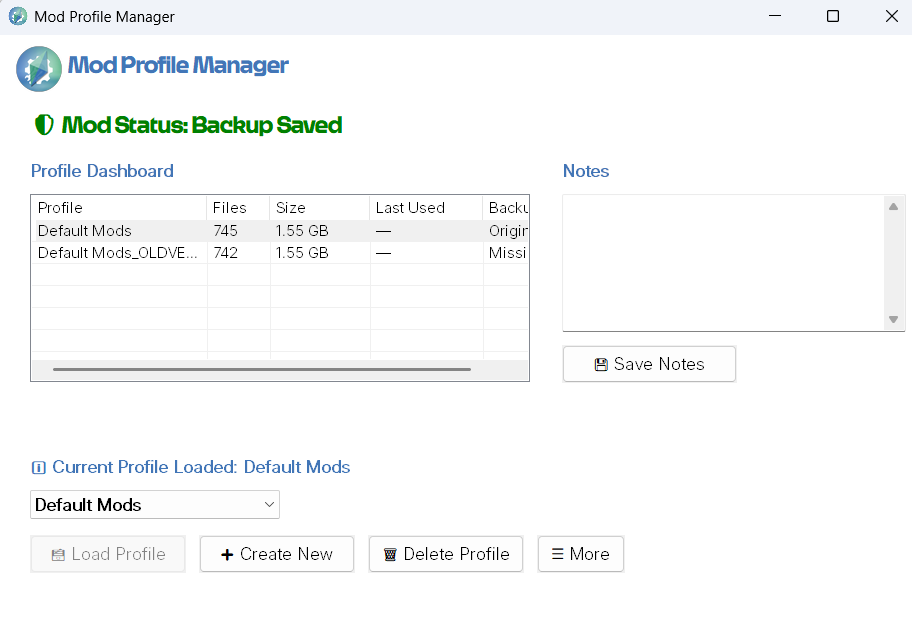 Mod Profile Manager
Mod Profile Manager
Mod Status: Backup Saved
Profile Dashboard
Notes
Profile Files Size Last Used Backu
Default Mods 745 1.55 GB — Origin
Default Mods_OLDVE... 742 1.55 GB — Missi
Save Notes
Current Profile Loaded: Default Mods
Default Mods
Load Profile + Create New Delete Profile ☰ More